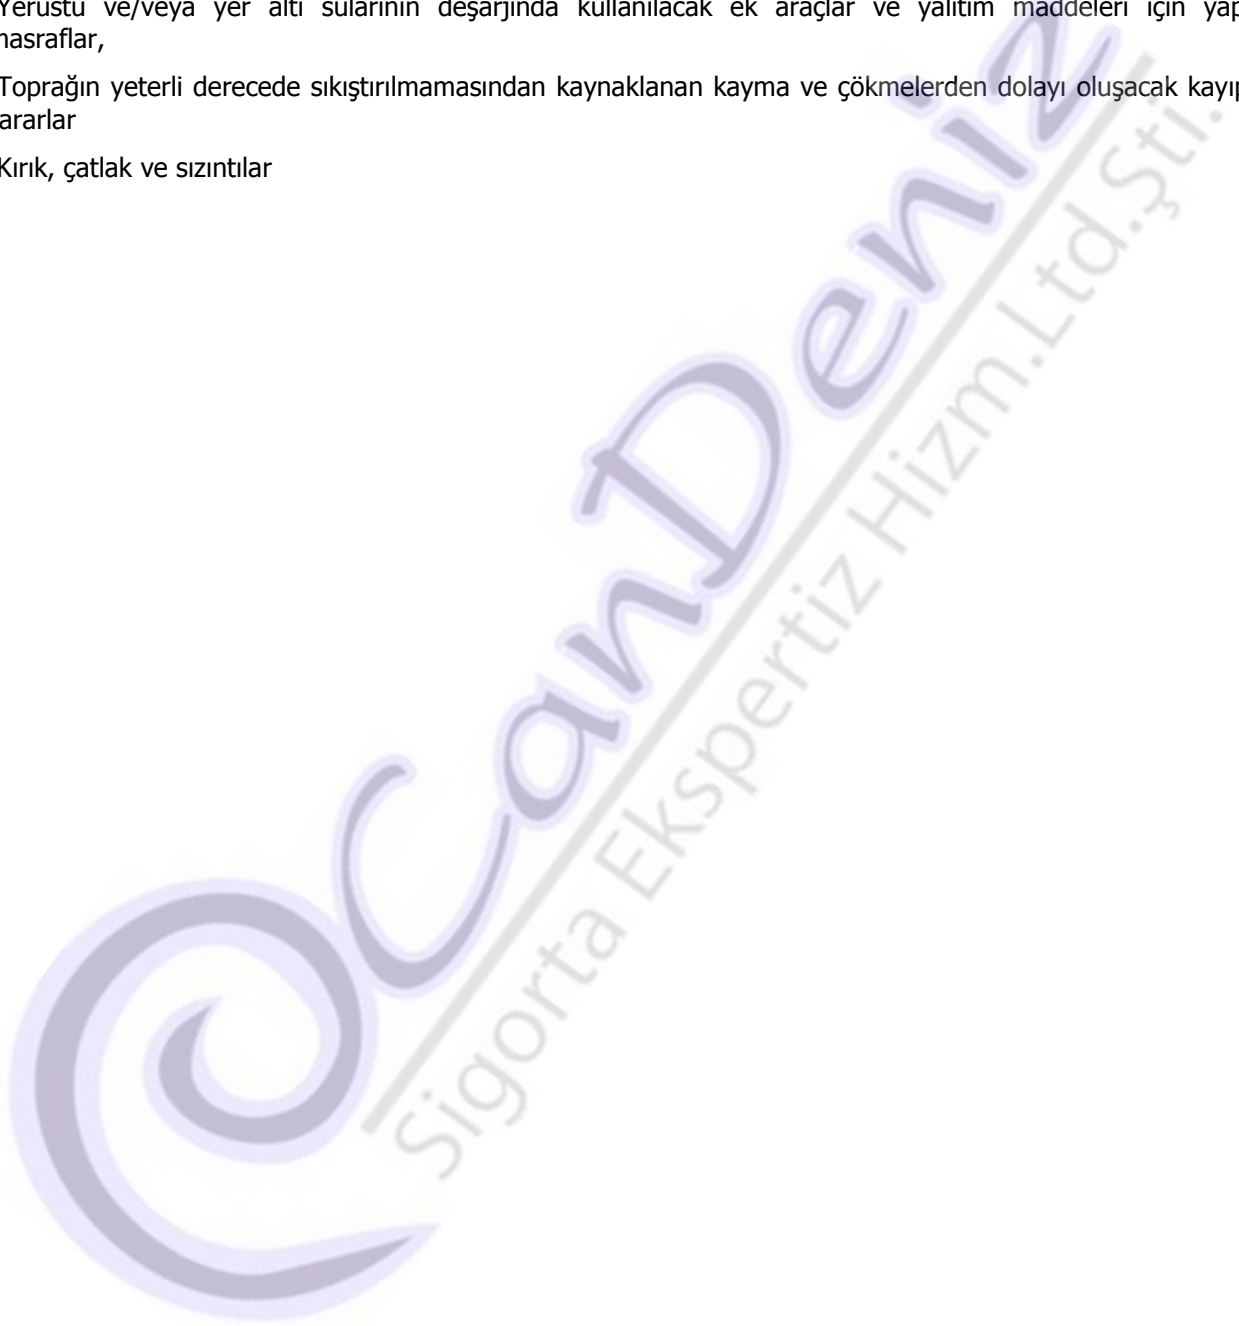 Yerüstü ve/veya yer altı sularının deşarjında kullanılacak ek araçlar ve yalıtım maddeleri için yap
masraflar,
Toprağın yeterli derecede sıkıştırılmamasından kaynaklanan kayma ve çökmelerden dolayı oluşacak kayıp
ararlar
Kırık, çatlak ve sızıntılar
CanDeniz
Sigorta Ekspertiz Hizm.Ltd.Şti.